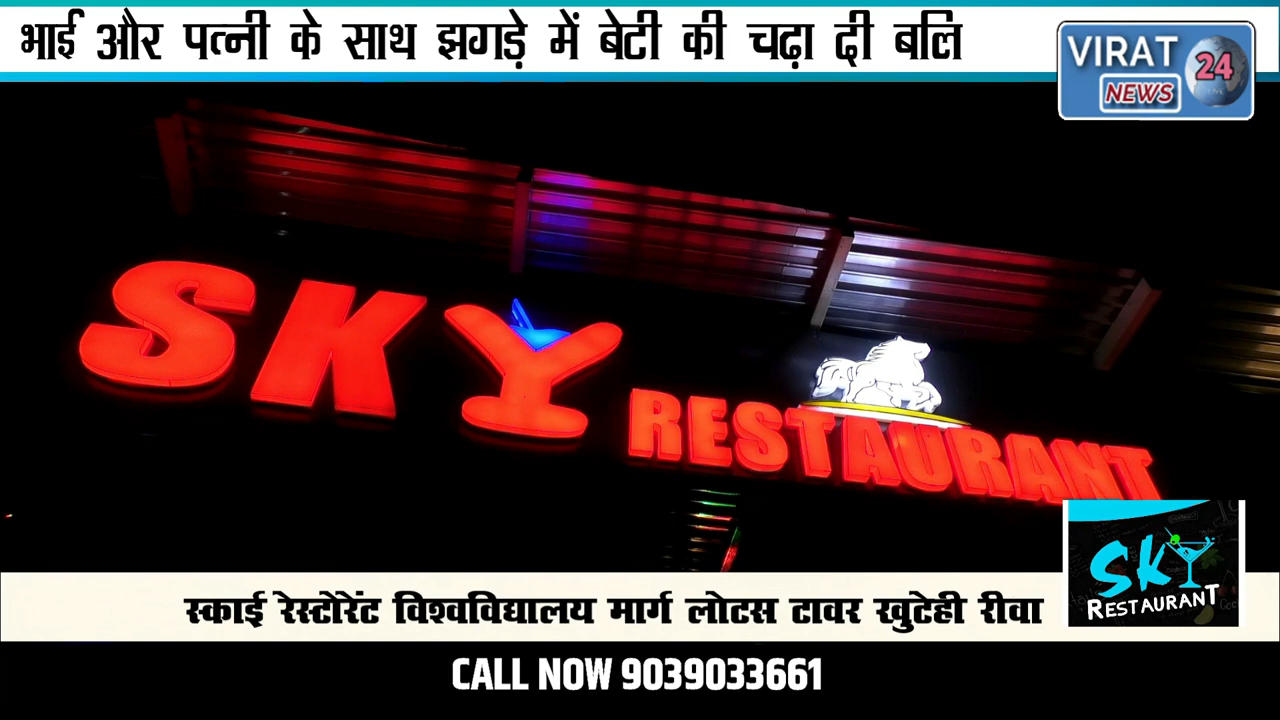 भाई और पत्नी के साथ झगड़े में बेटी की चढ़ा दी बलि
VIRAT
24
NEWS
SKY
RESTAURANT
SKY
RESTAURANT
स्काई रेस्टोरेंट विश्वविद्यालय मार्ग लोटस टावर खुटेही रीवा
CALL NOW 9039033661